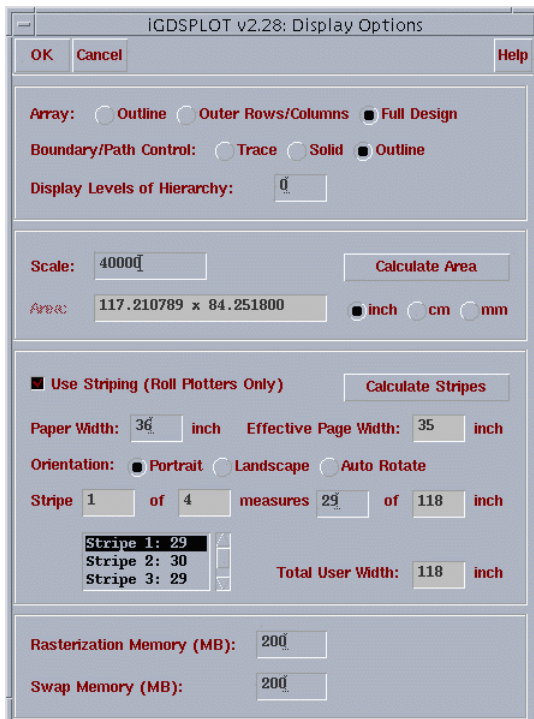 iGDSPLOT v2.28: Display Options
OK Cancel Help
Array: Outline Outer Rows/Columns Full Design
Boundary/Path Control: Trace Solid Outline
Display Levels of Hierarchy: 0
Scale: 40000 Calculate Area
Area: 117.210789 x 84.251800 inch cm mm
Use Striping (Roll Plotters Only) Calculate Stripes
Paper Width: 36 inch Effective Page Width: 35 inch
Orientation: Portrait Landscape Auto Rotate
Stripe 1 of 4 measures 29 of 118 inch
Stripe 1: 29
Stripe 2: 30
Stripe 3: 29
Total User Width: 118 inch
Rasterization Memory (MB): 200
Swap Memory (MB): 200